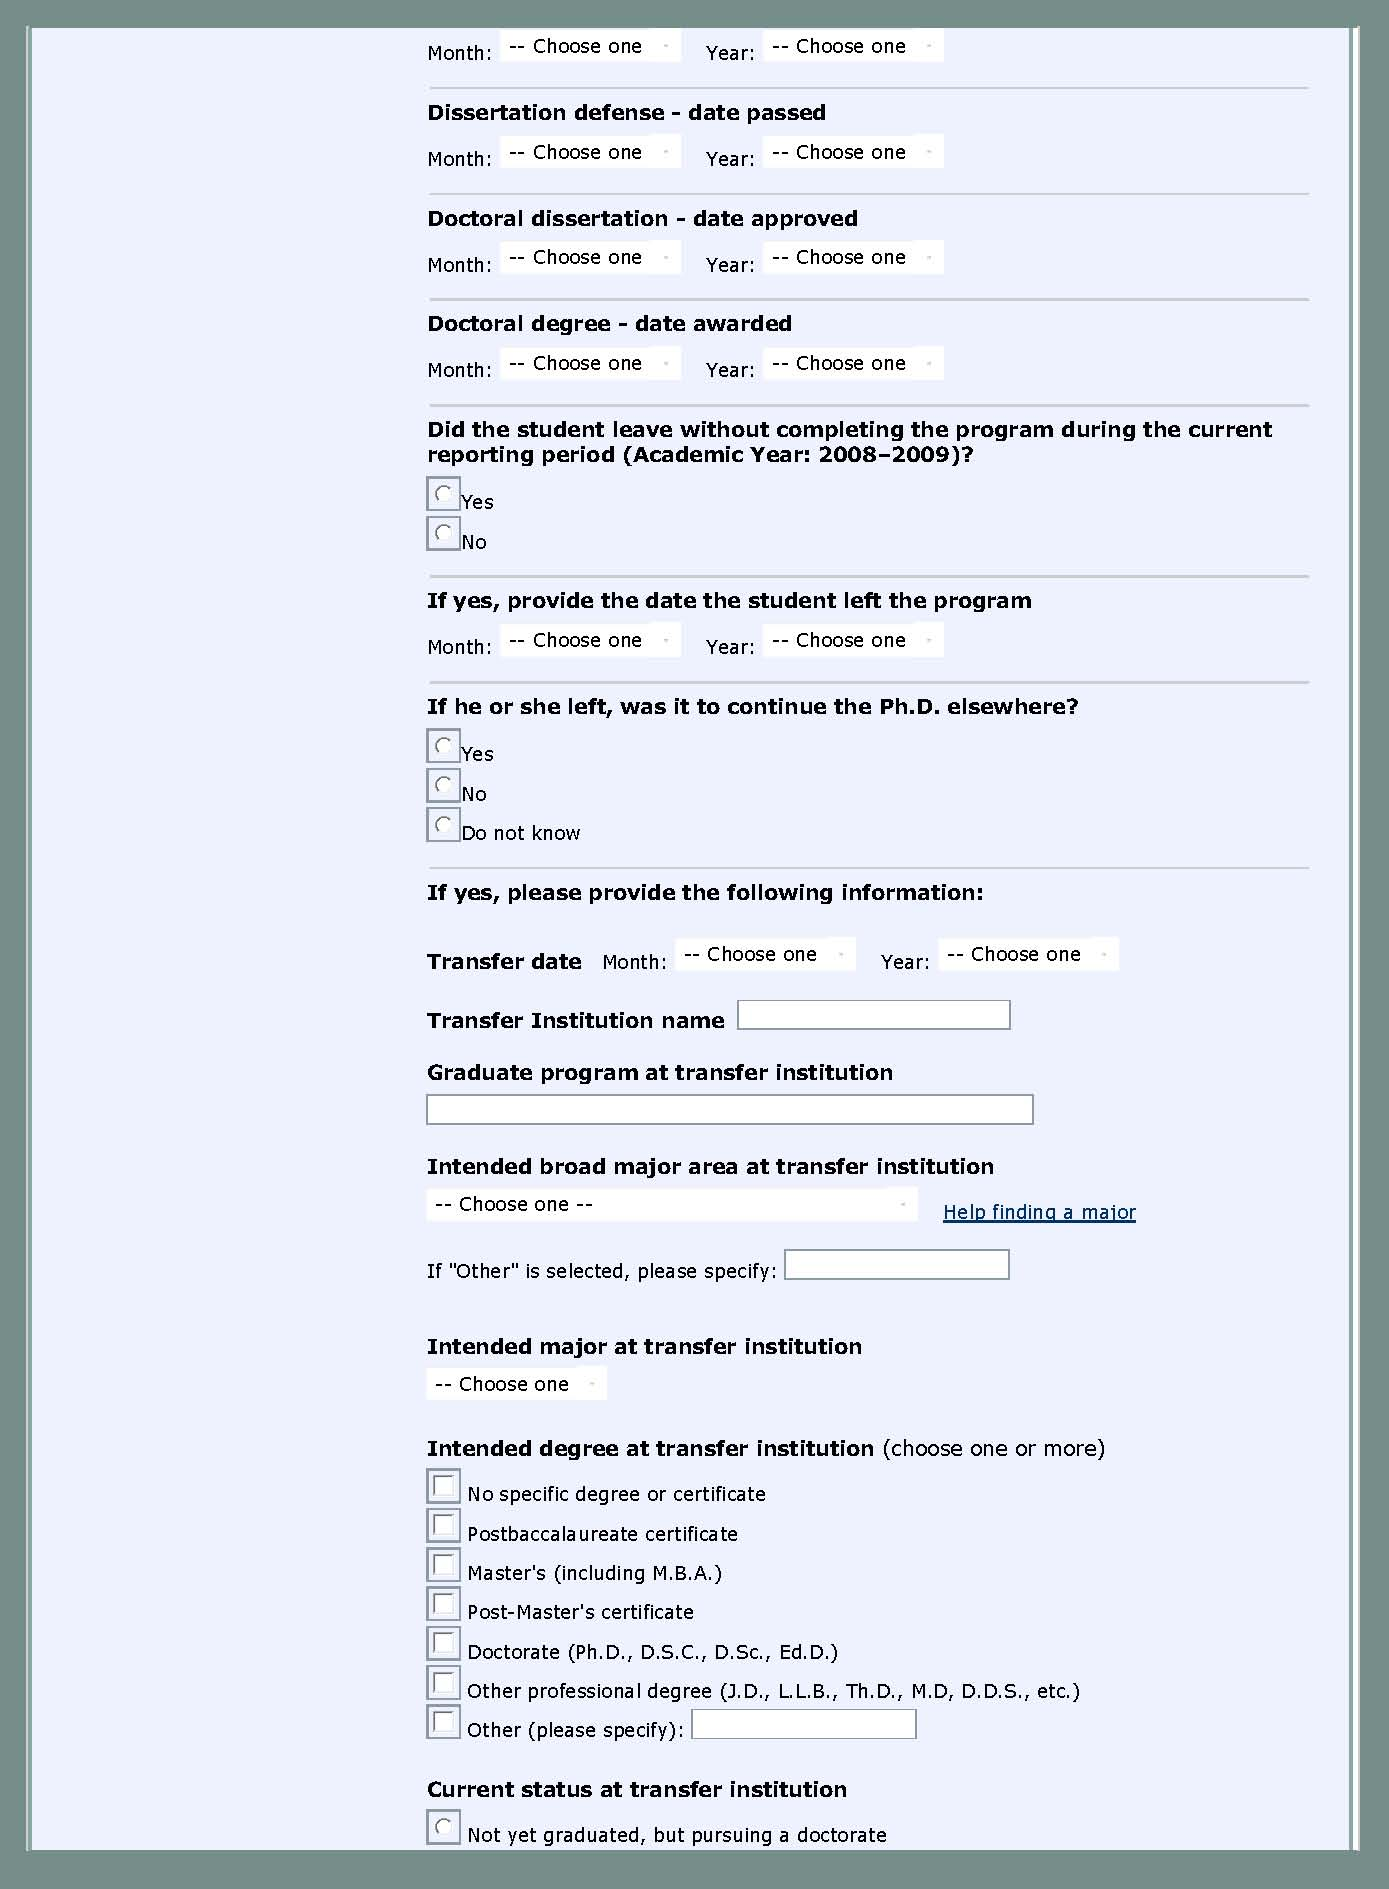 Month: -- Choose one Year: -- Choose one
Dissertation defense - date passed
Month: -- Choose one Year: -- Choose one
Doctoral dissertation - date approved
Month: -- Choose one Year: -- Choose one
Doctoral degree - date awarded
Month: -- Choose one Year: -- Choose one
Did the student leave without completing the program during the current
reporting period (Academic Year: 2008–2009)?
Yes
No
If yes, provide the date the student left the program
Month: -- Choose one Year: -- Choose one
If he or she left, was it to continue the Ph.D. elsewhere?
Yes
No
Do not know
If yes, please provide the following information:
Transfer date Month: -- Choose one Year: -- Choose one
Transfer Institution name
Graduate program at transfer institution
Intended broad major area at transfer institution
-- Choose one -- Help finding a major
If "Other" is selected, please specify:
Intended major at transfer institution
-- Choose one
Intended degree at transfer institution (choose one or more)
No specific degree or certificate
Postbaccalaureate certificate
Master's (including M.B.A.)
Post-Master's certificate
Doctorate (Ph.D., D.S.C., D.Sc., Ed.D.)
Other professional degree (J.D., L.L.B., Th.D., M.D, D.D.S., etc.)
Other (please specify):
Current status at transfer institution
Not yet graduated, but pursuing a doctorate